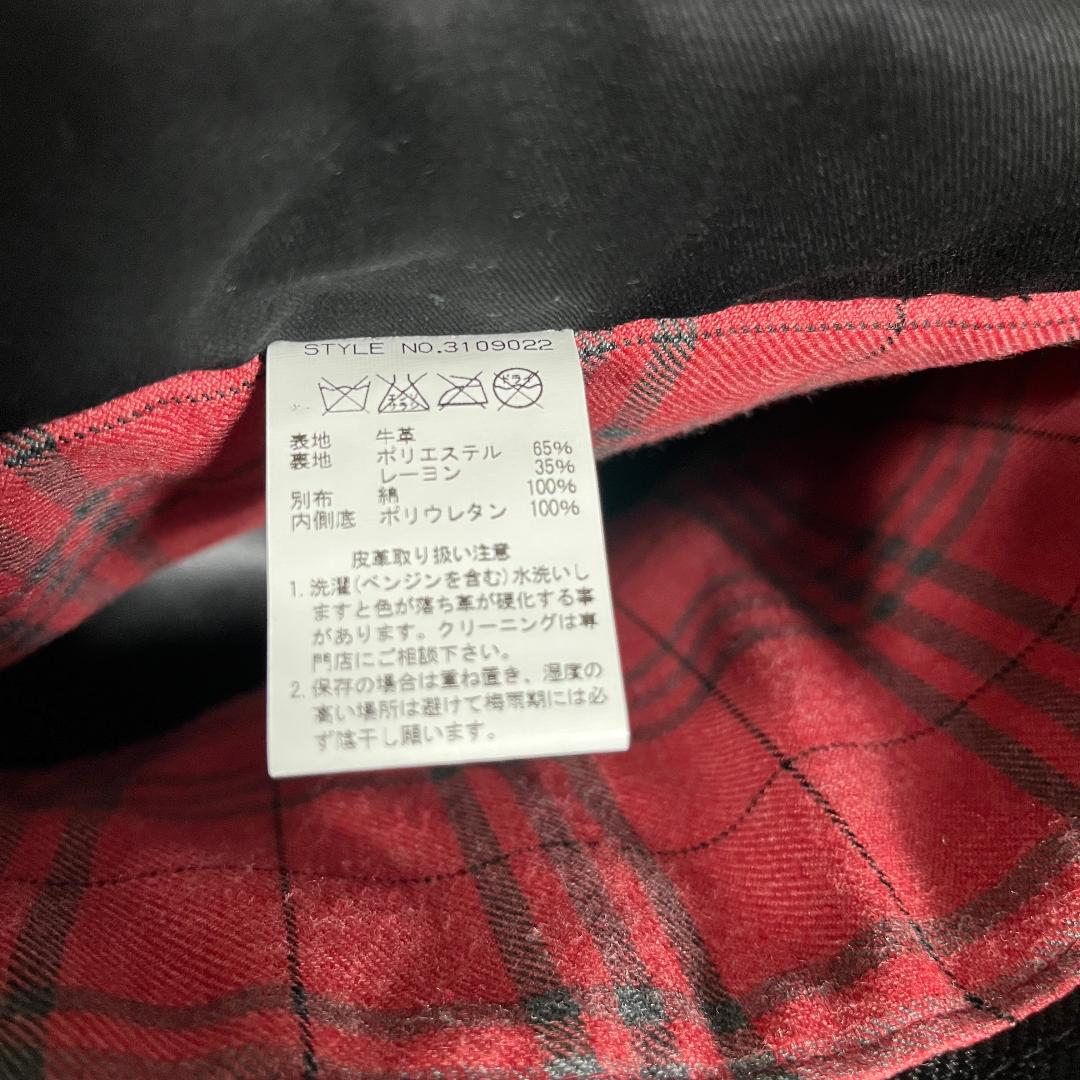 STYLE NO.3109022
エンソ サラシ ドライ
表地 牛革
裏地 ポリエステル 65%
レーヨン 35%
別布 綿 100%
内側底 ポリウレタン 100%
皮革取り扱い注意
1. 洗濯(ベンジンを含む)水洗いし
ますと色が落ち革が硬化する事
があります。クリーニングは専
門店にご相談下さい。
2. 保存の場合は重ね置き、湿度の
高い場所は避けて梅雨期には必
ず陰干し願います。